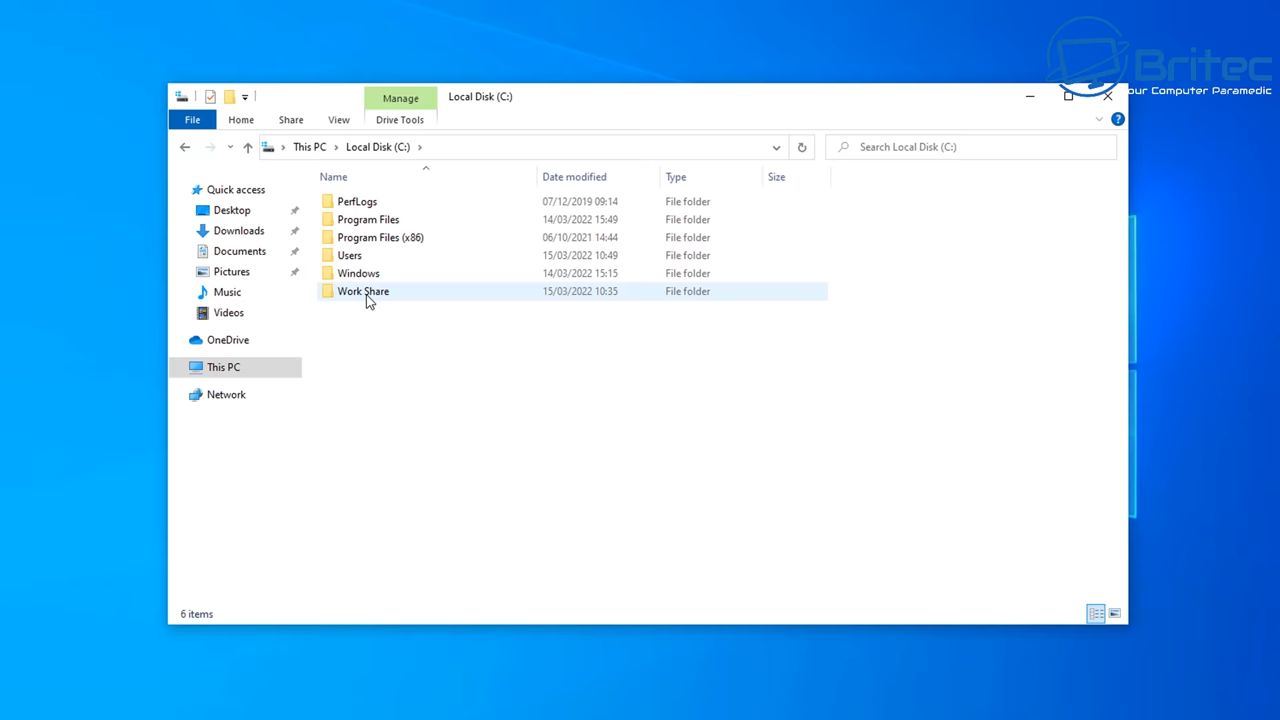 Britec
our Computer Paramedic
Manage
Local Disk (C:)
File
Home
Share
View
Drive Tools
This PC
Local Disk (C:)
Search Local Disk (C:)
Name
Date modified
Type
Size
Quick access
Desktop
Downloads
Documents
Pictures
Music
Videos
OneDrive
This PC
Network
PerfLogs 07/12/2019 09:14 File folder
Program Files 14/03/2022 15:49 File folder
Program Files (x86) 06/10/2021 14:44 File folder
Users 15/03/2022 10:49 File folder
Windows 14/03/2022 15:15 File folder
Work Share 15/03/2022 10:35 File folder
6 items